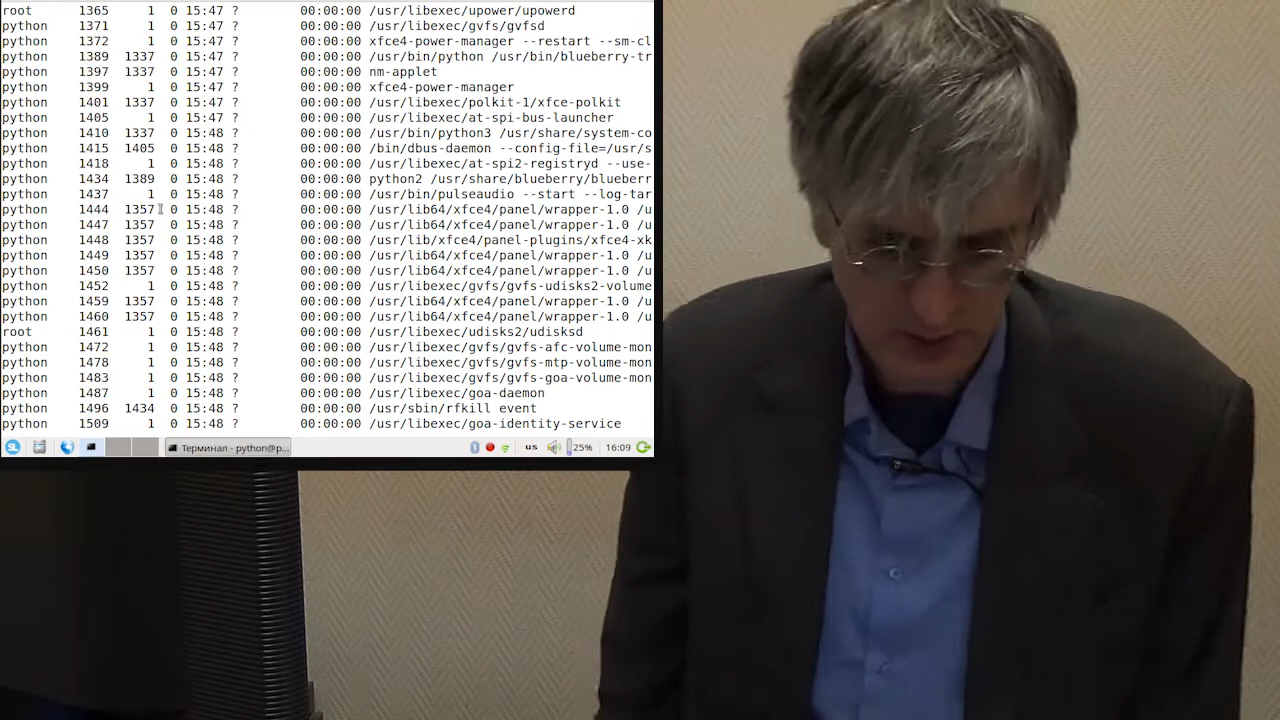 root 1365 1 0 15:47 ? 00:00:00 /usr/libexec/upower/upowerd
python 1371 1 0 15:47 ? 00:00:00 /usr/libexec/gvfs/gvfsd
python 1372 1 0 15:47 ? 00:00:00 xfce4-power-manager --restart --sm-cl
python 1389 1337 0 15:47 ? 00:00:00 /usr/bin/python /usr/bin/blueberry-tr
python 1397 1337 0 15:47 ? 00:00:00 nm-applet
python 1399 1 0 15:47 ? 00:00:00 xfce4-power-manager
python 1401 1337 0 15:47 ? 00:00:00 /usr/libexec/polkit-1/xfce-polkit
python 1405 1 0 15:47 ? 00:00:00 /usr/libexec/at-spi-bus-launcher
python 1410 1337 0 15:48 ? 00:00:00 /usr/bin/python3 /usr/share/system-co
python 1415 1405 0 15:48 ? 00:00:00 /bin/dbus-daemon --config-file=/usr/s
python 1418 1 0 15:48 ? 00:00:00 /usr/libexec/at-spi2-registryd --use-
python 1434 1389 0 15:48 ? 00:00:00 python2 /usr/share/blueberry/blueberr
python 1437 1 0 15:48 ? 00:00:00 /usr/bin/pulseaudio --start --log-tar
python 1444 1357 0 15:48 ? 00:00:00 /usr/lib64/xfce4/panel/wrapper-1.0 /u
python 1447 1357 0 15:48 ? 00:00:00 /usr/lib64/xfce4/panel/wrapper-1.0 /u
python 1448 1357 0 15:48 ? 00:00:00 /usr/lib/xfce4/panel-plugins/xfce4-xk
python 1449 1357 0 15:48 ? 00:00:00 /usr/lib64/xfce4/panel/wrapper-1.0 /u
python 1450 1357 0 15:48 ? 00:00:00 /usr/lib64/xfce4/panel/wrapper-1.0 /u
python 1452 1 0 15:48 ? 00:00:00 /usr/libexec/gvfs/gvfs-udisks2-volume
python 1459 1357 0 15:48 ? 00:00:00 /usr/lib64/xfce4/panel/wrapper-1.0 /u
python 1460 1357 0 15:48 ? 00:00:00 /usr/lib64/xfce4/panel/wrapper-1.0 /u
root 1461 1 0 15:48 ? 00:00:00 /usr/libexec/udisks2/udisksd
python 1472 1 0 15:48 ? 00:00:00 /usr/libexec/gvfs/gvfs-afc-volume-mon
python 1478 1 0 15:48 ? 00:00:00 /usr/libexec/gvfs/gvfs-mtp-volume-mon
python 1483 1 0 15:48 ? 00:00:00 /usr/libexec/gvfs/gvfs-goa-volume-mon
python 1487 1 0 15:48 ? 00:00:00 /usr/libexec/goa-daemon
python 1496 1434 0 15:48 ? 00:00:00 /usr/sbin/rfkill event
python 1509 1 0 15:48 ? 00:00:00 /usr/libexec/goa-identity-service
SL Терминал - python@p... us 25% 16:09